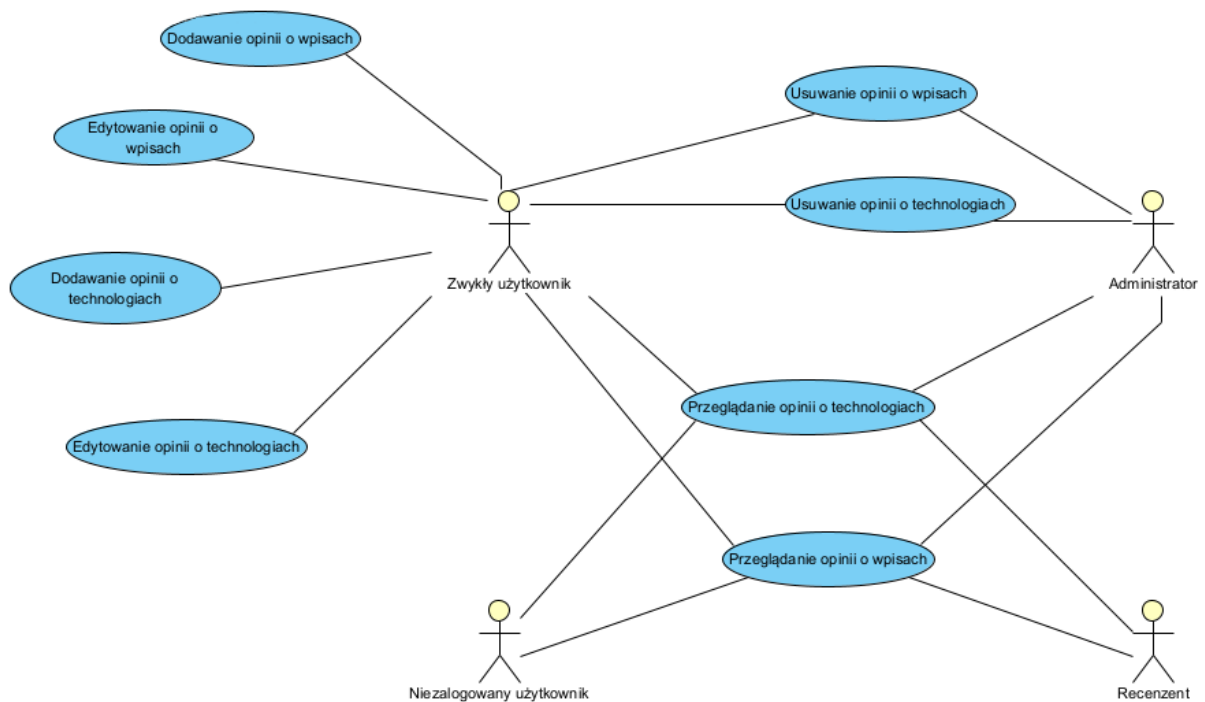 Dodawanie opinii o wpisach
Usuwanie opinii o wpisach
Edytowanie opinii o
wpisach
Usuwanie opinii o technologiach
Zwykły użytkownik
Administrator
Dodawanie opinii o
technologiach
Przeglądanie opinii o technologiach
Edytowanie opinii o technologiach
Przeglądanie opinii o wpisach
Niezalogowany użytkownik
Recenzent